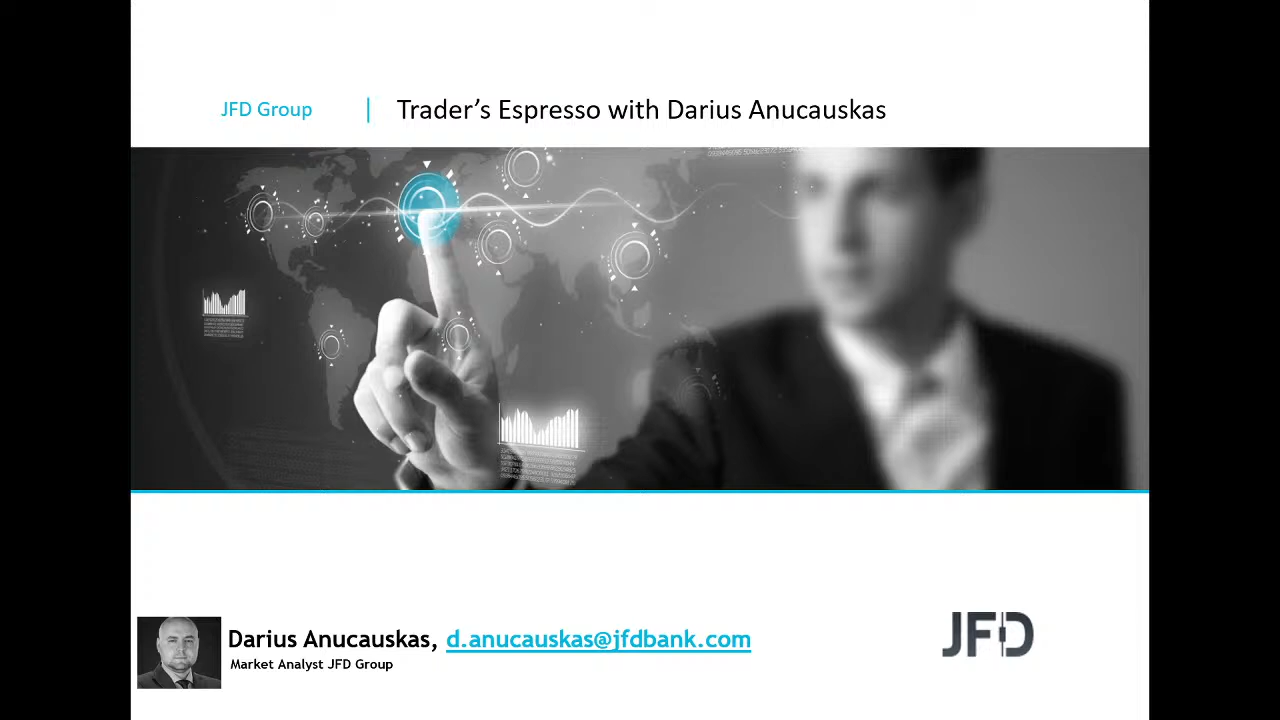 JFD Group | Trader’s Espresso with Darius Anucauskas
Darius Anucauskas, d.anucauskas@jfdbank.com
Market Analyst JFD Group
JFD